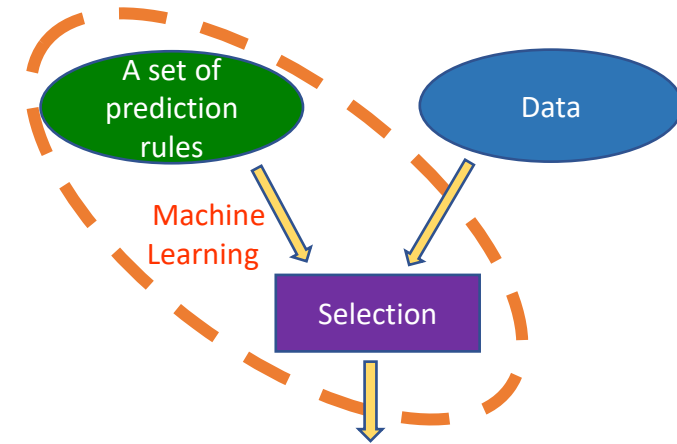 A set of
prediction
rules
Data
Machine
Learning
Selection